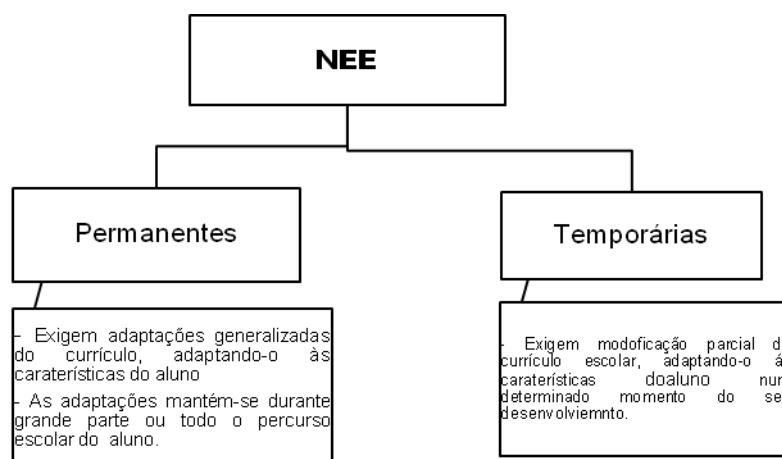 NEE
Permanentes
Temporárias
- Exigem adaptações generalizadas
do currículo, adaptando-o às
caraterísticas do aluno
- As adaptações mantém-se durante
grande parte ou todo o percurso
escolar do aluno.
- Exigem modoficação parcial d
currículo escolar, adaptando-o á
caraterísticas doaluno nur
determinado momento do se
desenvolviemnto.